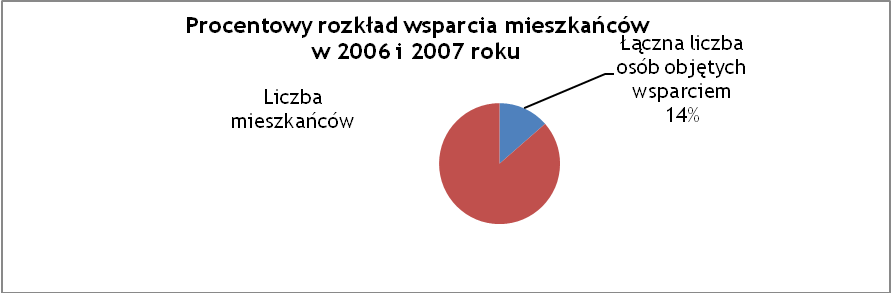 Procentowy rozkład wsparcia mieszkańców
w 2006 i 2007 roku
Łączna liczba
osób objętych
wsparciem
14%
Liczba
mieszkańców